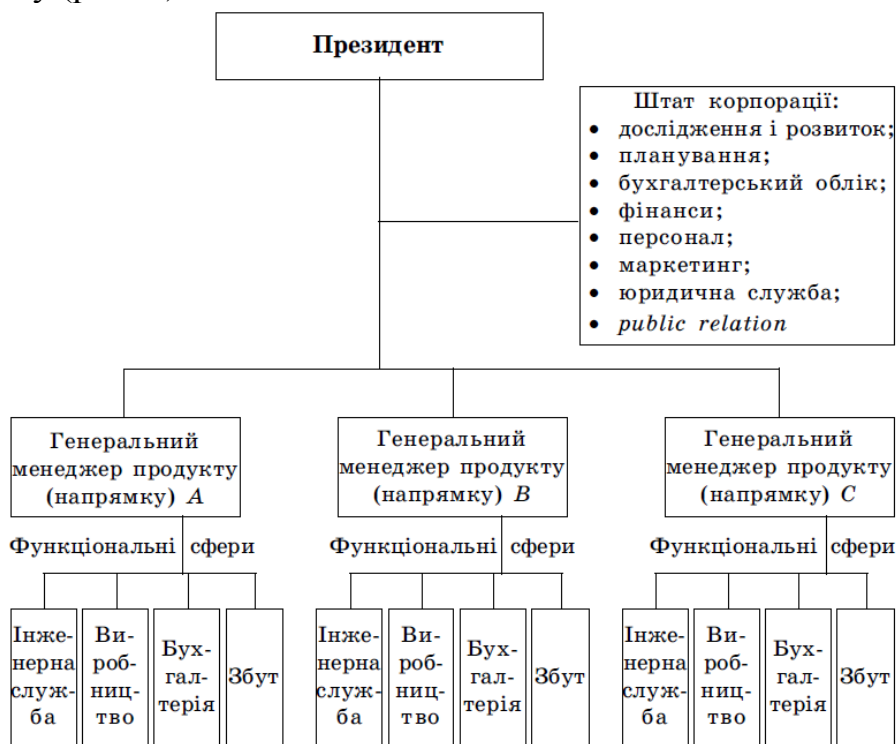 Президент
Штат корпорації:
• дослідження і розвиток;
• планування;
• бухгалтерський облік;
• фінанси;
• персонал;
• маркетинг;
• юридична служба;
• public relation
Генеральний
менеджер продукту
(напрямку) A
Генеральний
менеджер продукту
(напрямку) B
Генеральний
менеджер продукту
(напрямку) C
Функціональні сфери
Функціональні сфери
Функціональні сфери
Інже-
нерна
служ-
ба
Ви-
роб-
ниц-
тво
Бух-
гал-
терія
Збут
Інже-
нерна
служ-
ба
Ви-
роб-
ниц-
тво
Бух-
гал-
терія
Збут
Інже-
нерна
служ-
ба
Ви-
роб-
ниц-
тво
Бух-
гал-
терія
Збут